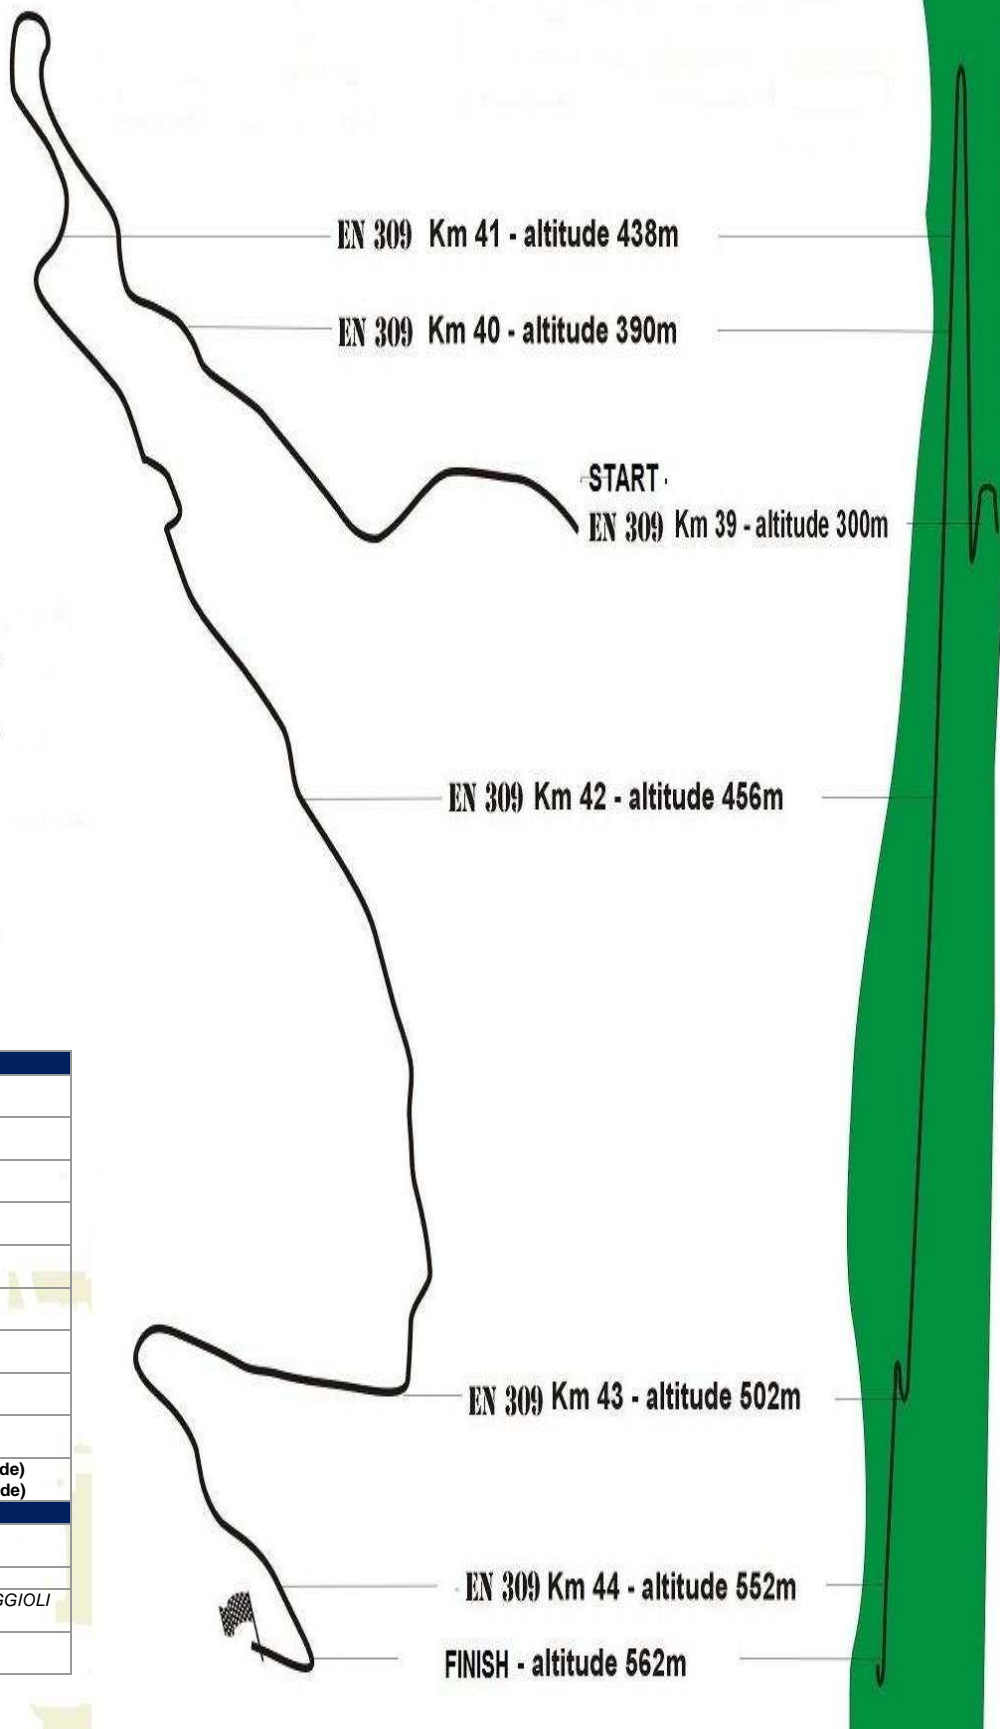 EN 309 Km 41 - altitude 438m
EN 309 Km 40 - altitude 390m
START
EN 309 Km 39 - altitude 300m
EN 309 Km 42 - altitude 456m
EN 309 Km 43 - altitude 502m
de)
de)
EN 309 Km 44 - altitude 552m
GGIOLI
FINISH - altitude 562m